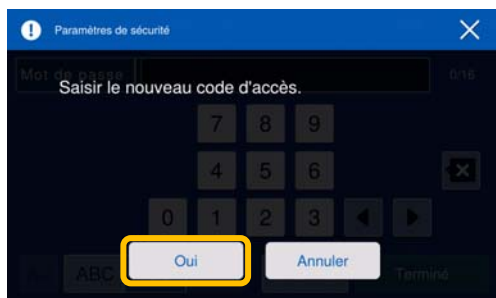 Paramètres de sécurité
Mot de passe
0/16
Saisir le nouveau code d'accès.
7 8 9
4 5 6
0 1 2 3
Oui
Annuler
ABC
Terminé